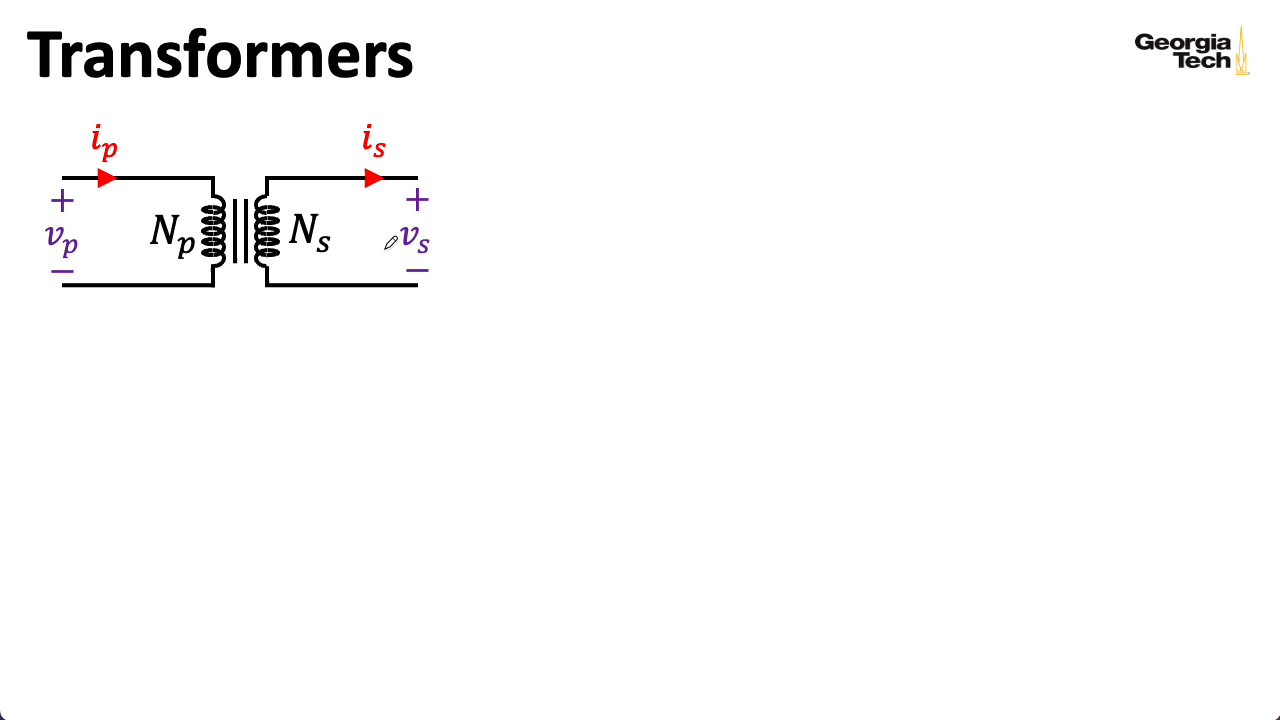 Transformers
Georgia
Tech
i_p
i_s
+
+
v_p
N_p
N_s
v_s
−
−